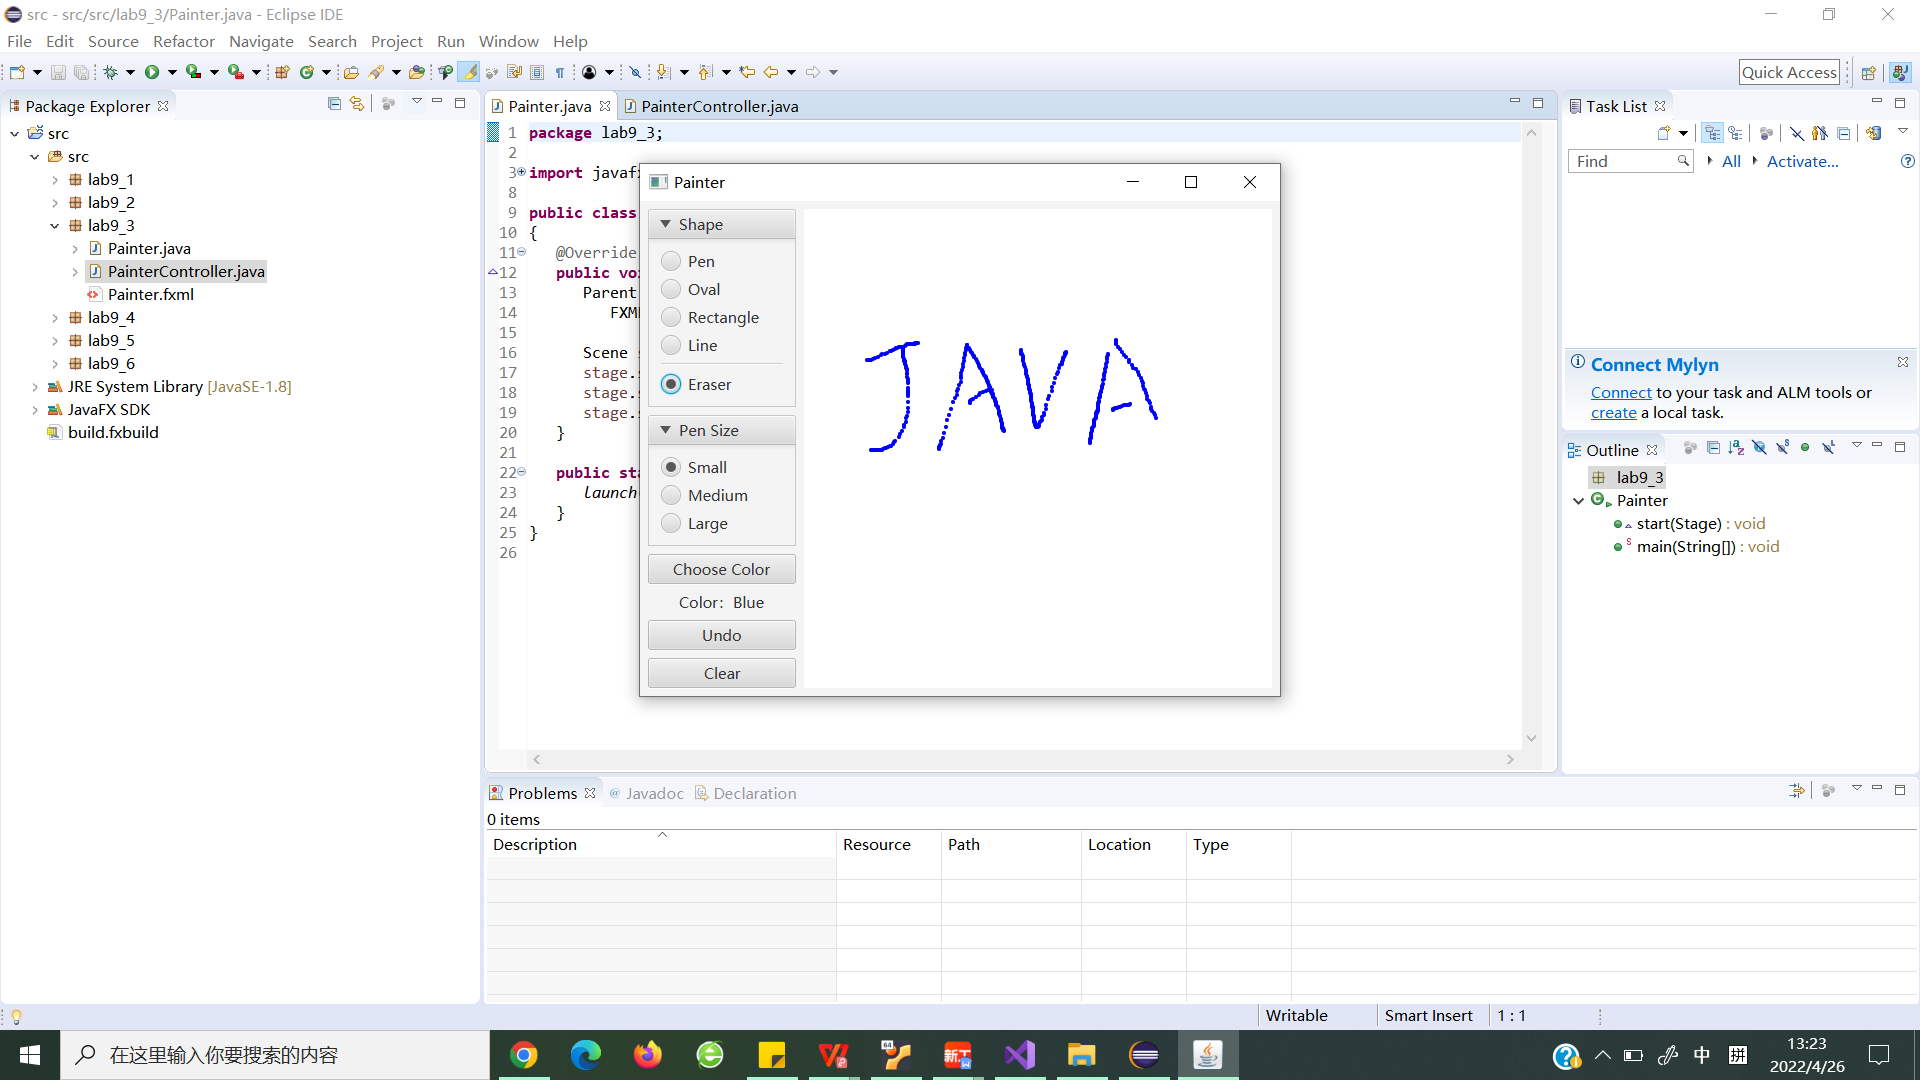 src - src/src/lab9_3/Painter.java - Eclipse IDE
File Edit Source Refactor Navigate Search Project Run Window Help
Quick Access
Package Explorer
src
src
lab9_1
lab9_2
lab9_3
Painter.java
PainterController.java
Painter.fxml
lab9_4
lab9_5
lab9_6
JRE System Library [JavaSE-1.8]
JavaFX SDK
build.fxbuild
Painter.java PainterController.java
1 package lab9_3;
2
3 import javafx
8
9 public class
10 {
11 @Override
12 public voi
13 Parent
14 FXM
15
16 Scene s
17 stage.s
18 stage.s
19 stage.s
20 }
21
22 public sta
23 launch(
24 }
25 }
26
Painter
Shape
Pen
Oval
Rectangle
Line
Eraser
Pen Size
Small
Medium
Large
Choose Color
Color: Blue
Undo
Clear
JAVA
Task List
Find All Activate...
Connect Mylyn
Connect to your task and ALM tools or
create a local task.
Outline
lab9_3
Painter
start(Stage) : void
main(String[]) : void
Problems Javadoc Declaration
0 items
Description Resource Path Location Type
Writable Smart Insert 1 : 1
在这里输入你要搜索的内容
64
新工
中 拼
13:23
2022/4/26